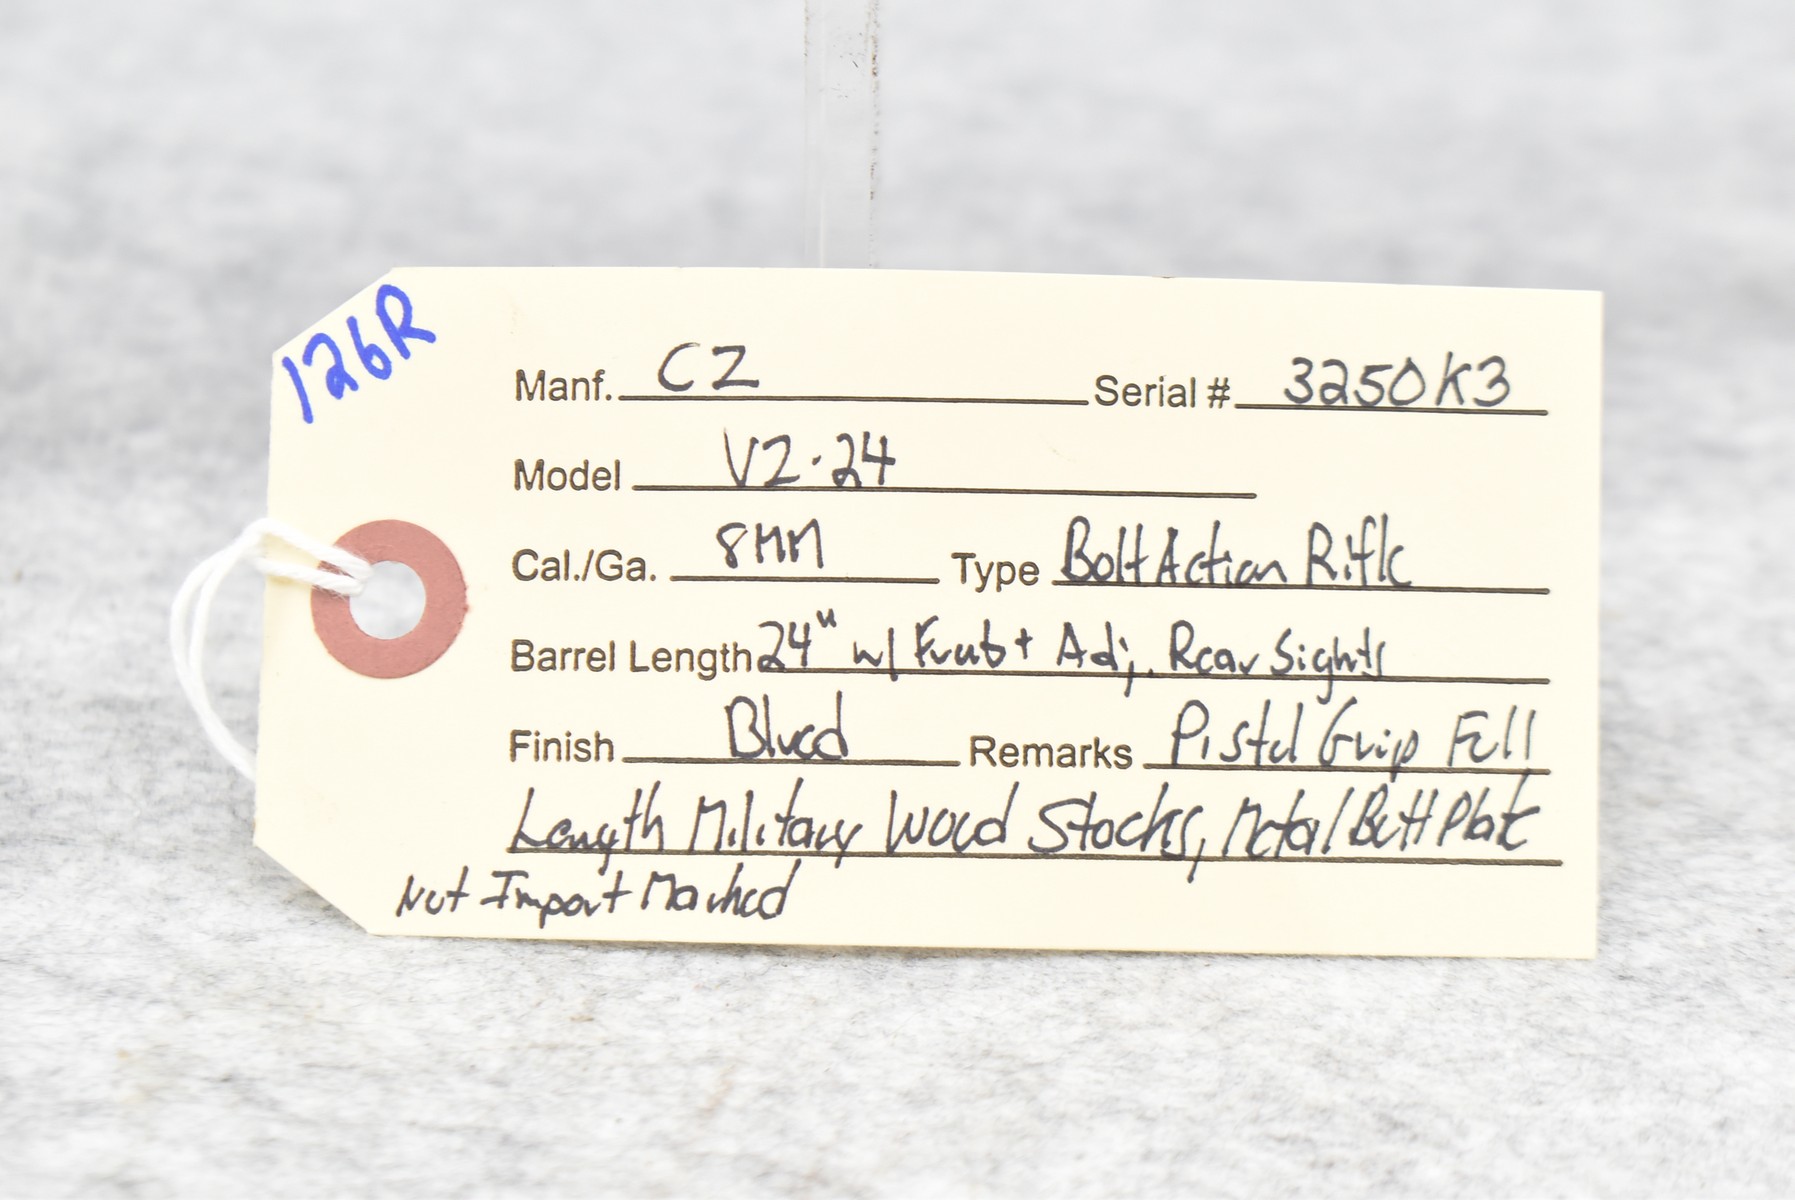 126R
Manf. CZ Serial # 3250K3
Model VZ-24
Cal./Ga. 8MM Type Bolt Action Rifle
Barrel Length 24" w/ Front + Adj. Rear Sights
Finish Blued Remarks Pistol Grip Full
Length Military Wood Stocks, Metal Butt Plate
Not Import Marked